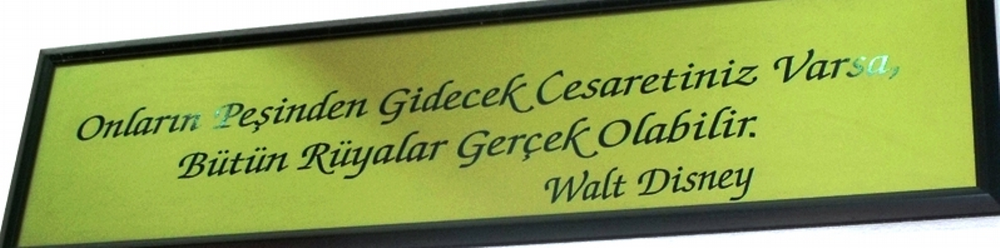 Onların Peşinden Gidecek Cesaretiniz Varsa,
Bütün Rüyalar Gerçek Olabilir.
Walt Disney